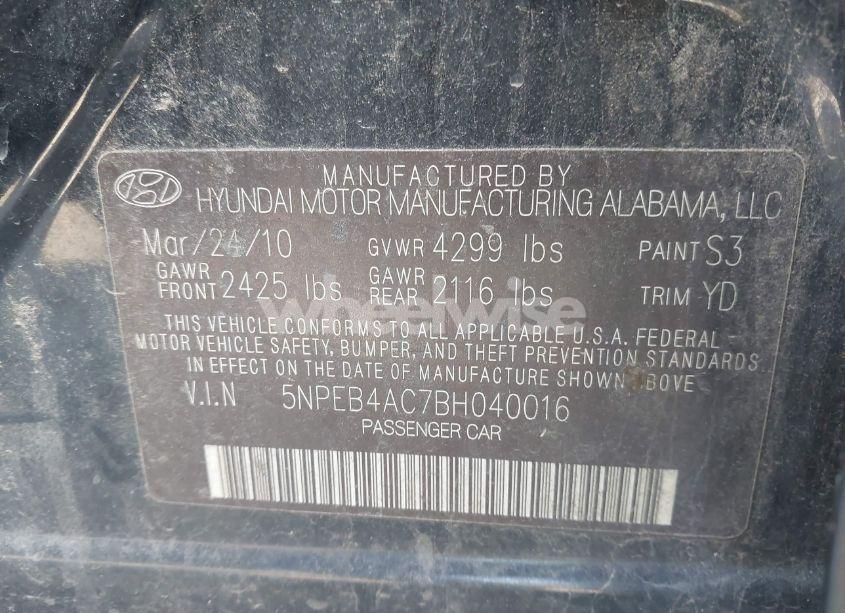 MANUFACTURED BY
HYUNDAI MOTOR MANUFACTURING ALABAMA, LLC
Mar/24/10 GVWR 4299 lbs PAINT S3
GAWR FRONT 2425 lbs GAWR REAR 2116 lbs TRIM YD
wheelwise
THIS VEHICLE CONFORMS TO ALL APPLICABLE U.S.A. FEDERAL
MOTOR VEHICLE SAFETY, BUMPER, AND THEFT PREVENTION STANDARDS
IN EFFECT ON THE DATE OF MANUFACTURE SHOWN ABOVE
V.I.N 5NPEB4AC7BH040016
PASSENGER CAR